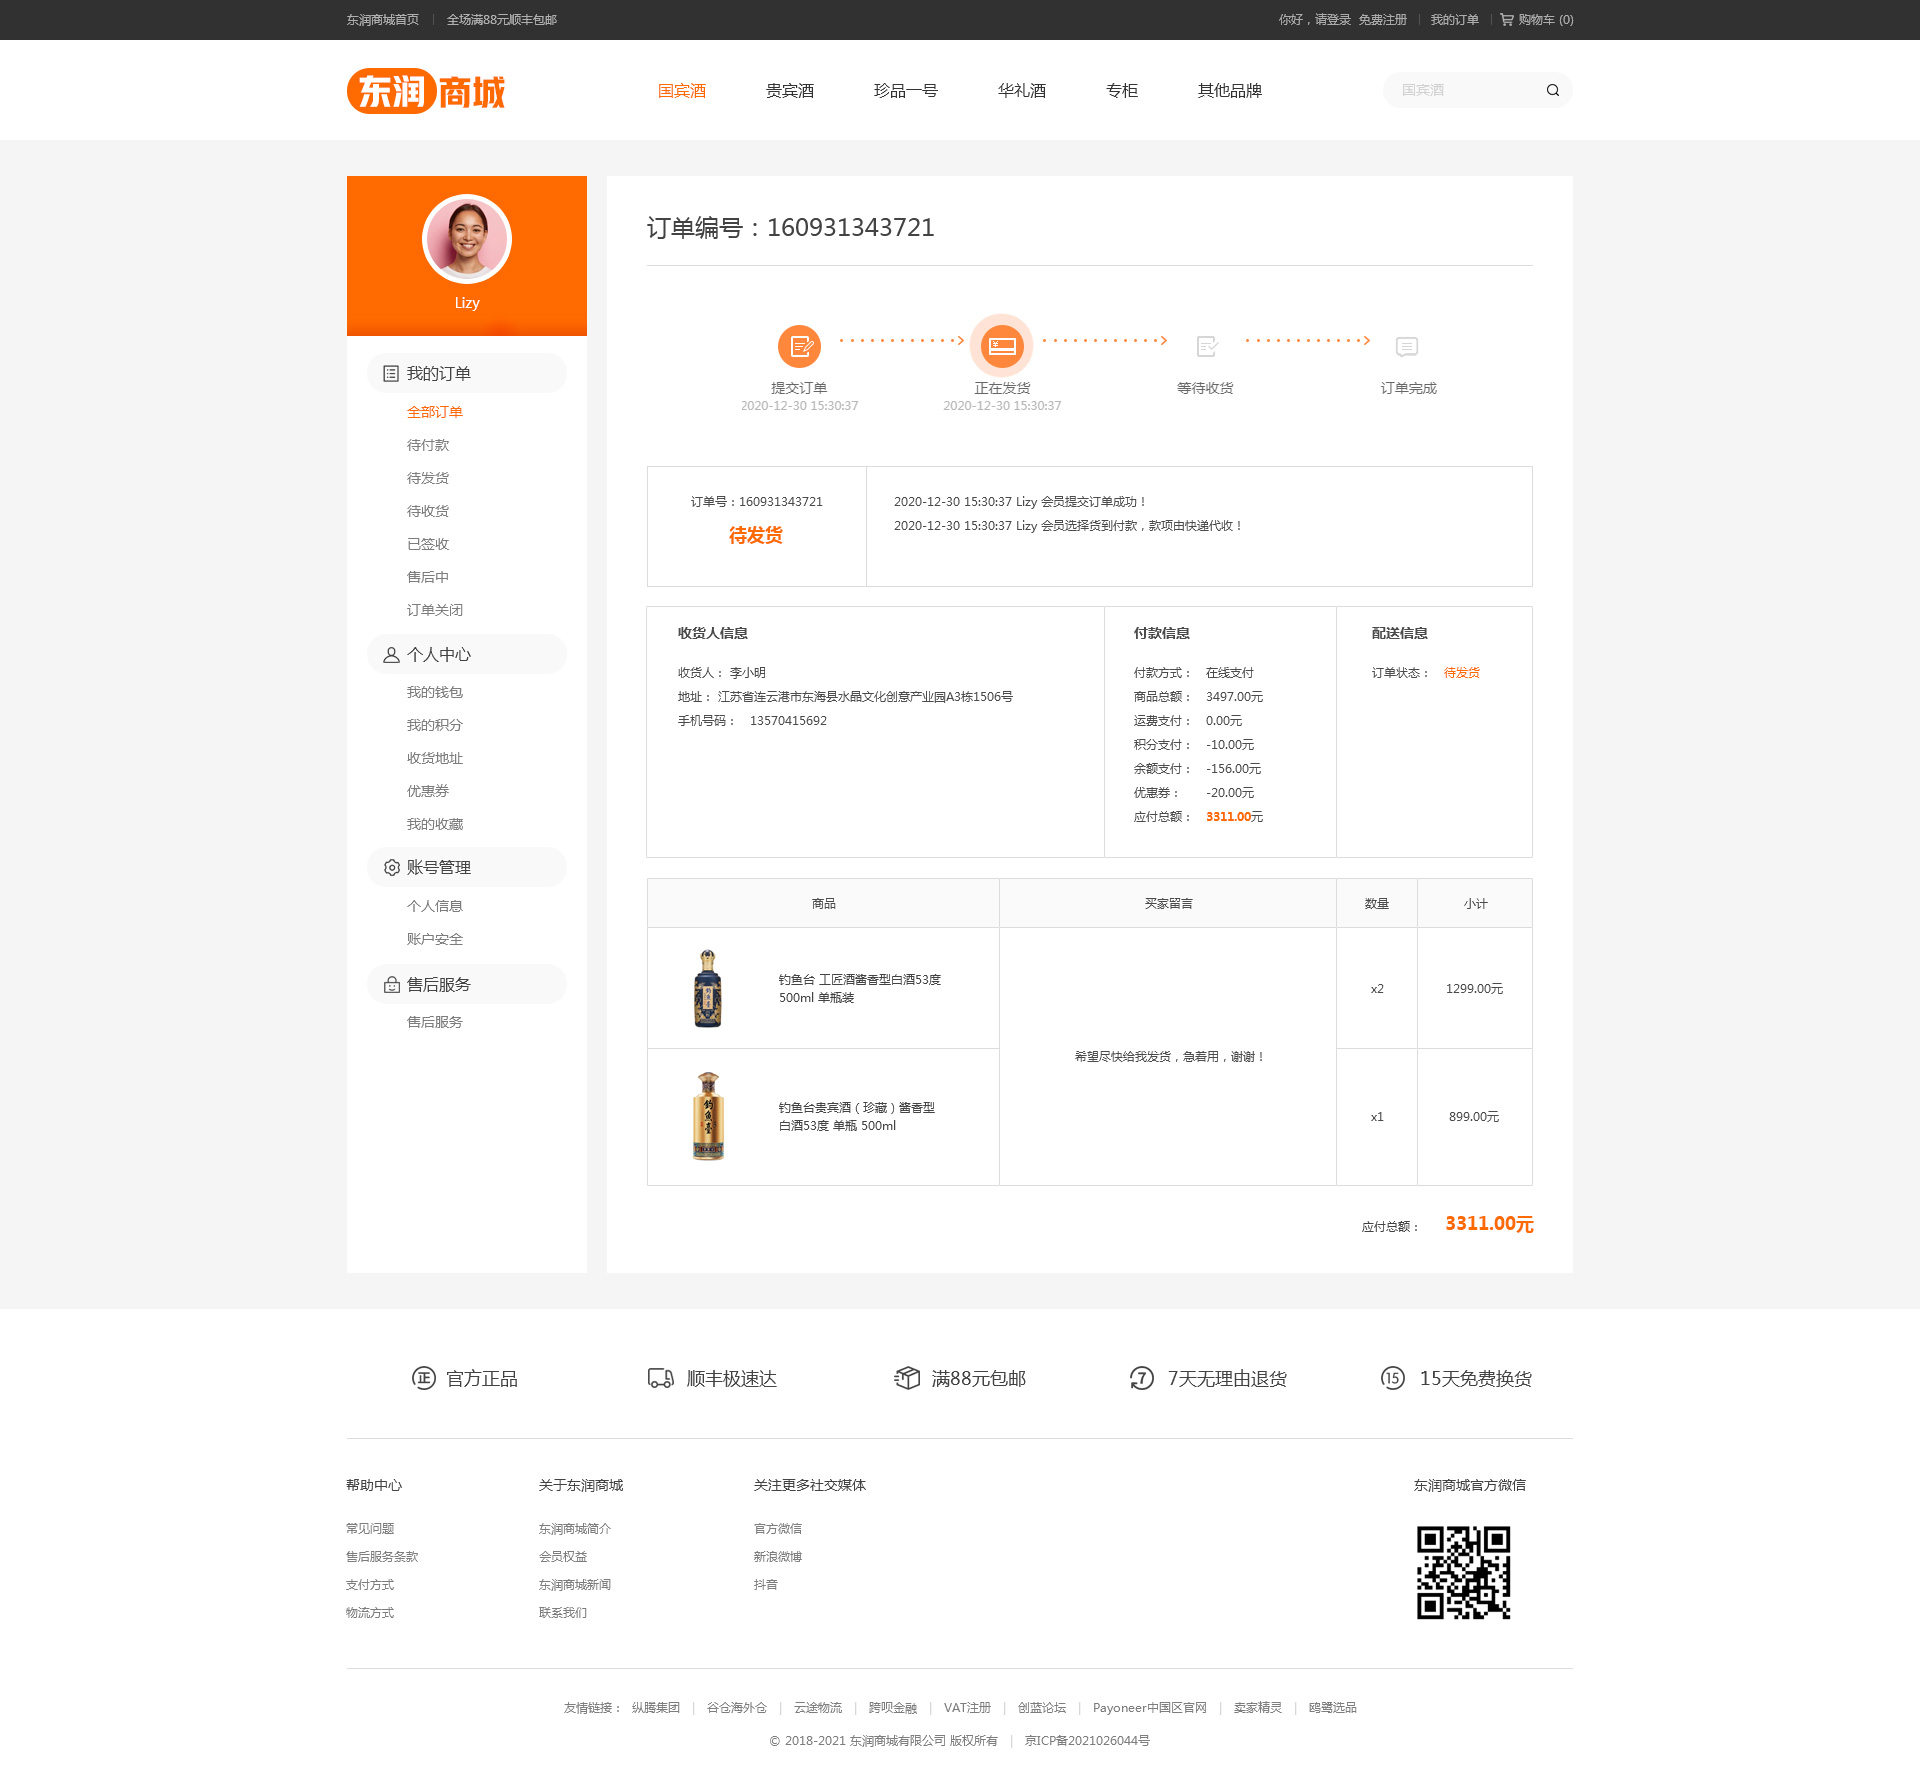 东润商城首页 | 全场满88元顺丰包邮
你好，请登录 免费注册 | 我的订单 | 购物车 (0)
东润商城
国宾酒 贵宾酒 珍品一号 华礼酒 专柜 其他品牌
国宾酒
Lizy
我的订单
全部订单
待付款
待发货
待收货
已签收
售后中
订单关闭
个人中心
我的钱包
我的积分
收货地址
优惠券
我的收藏
账号管理
个人信息
账户安全
售后服务
售后服务
订单编号：160931343721
提交订单 正在发货 等待收货 订单完成
2020-12-30 15:30:37 2020-12-30 15:30:37
订单号：160931343721
待发货
2020-12-30 15:30:37 Lizy 会员提交订单成功！
2020-12-30 15:30:37 Lizy 会员选择货到付款，款项由快递代收！
收货人信息
收货人： 李小明
地址： 江苏省连云港市东海县水晶文化创意产业园A3栋1506号
手机号码： 13570415692
付款信息
付款方式： 在线支付
商品总额： 3497.00元
运费支付： 0.00元
积分支付： -10.00元
余额支付： -156.00元
优惠券： -20.00元
应付总额： 3311.00元
配送信息
订单状态： 待发货
商品 买家留言 数量 小计
钓鱼台
钓鱼台 工匠酒酱香型白酒53度
500ml 单瓶装
x2 1299.00元
希望尽快给我发货，急着用，谢谢！
钓鱼台
钓鱼台贵宾酒（珍藏）酱香型
白酒53度 单瓶 500ml
x1 899.00元
应付总额： 3311.00元
正 官方正品
顺丰极速达
满88元包邮
7 7天无理由退货
15 15天免费换货
帮助中心
常见问题
售后服务条款
支付方式
物流方式
关于东润商城
东润商城简介
会员权益
东润商城新闻
联系我们
关注更多社交媒体
官方微信
新浪微博
抖音
东润商城官方微信
友情链接： 纵腾集团 | 谷仓海外仓 | 云途物流 | 跨呗金融 | VAT注册 | 创蓝论坛 | Payoneer中国区官网 | 卖家精灵 | 鸥鹭选品
© 2018-2021 东润商城有限公司 版权所有 | 京ICP备2021026044号